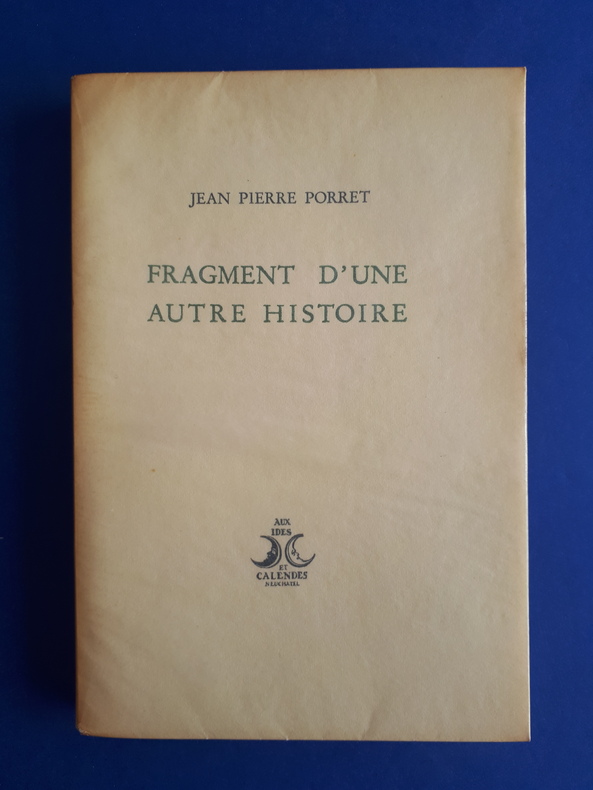 JEAN PIERRE PORRET
FRAGMENT D'UNE
AUTRE HISTOIRE
AUX
IDES
ET
CALENDES
NEUCHATEL